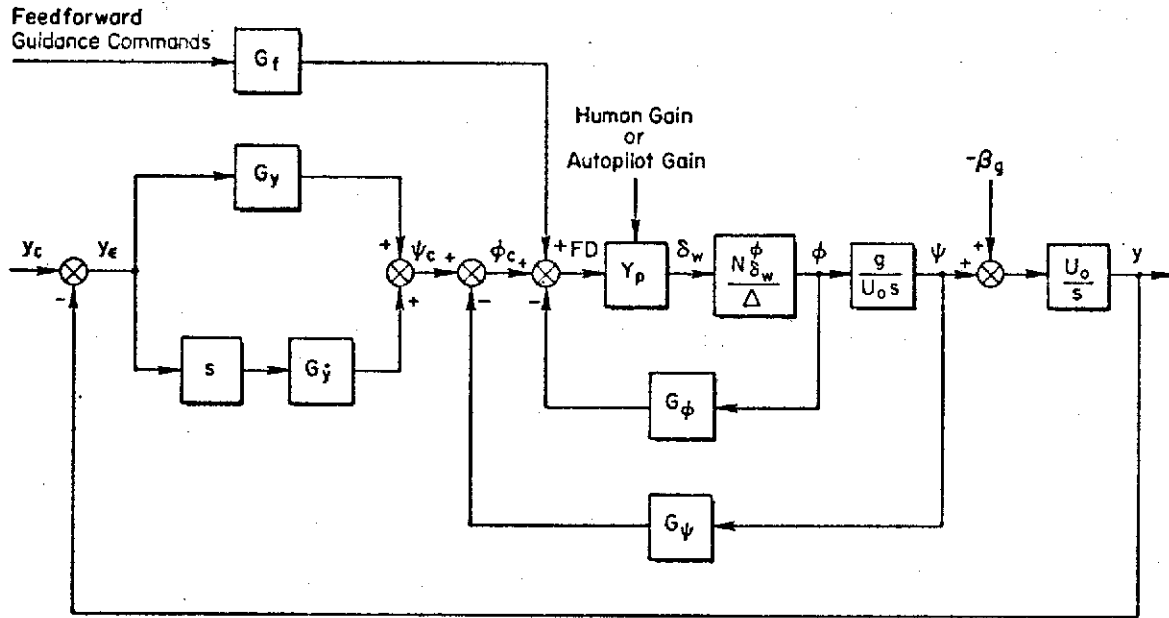 Feedforward
Guidance Commands
G_f
Human Gain
or
Autopilot Gain
-β_g
G_y
y_c
y_ϵ
+
ψ_c
+
ϕ_c
+
+
FD
Y_p
δ_w
N^ϕ_δ_w
Δ
ϕ
g
U_o s
ψ
+
+
U_o
s
y
-
+
-
-
s
G_ẏ
G_ϕ
G_ψ